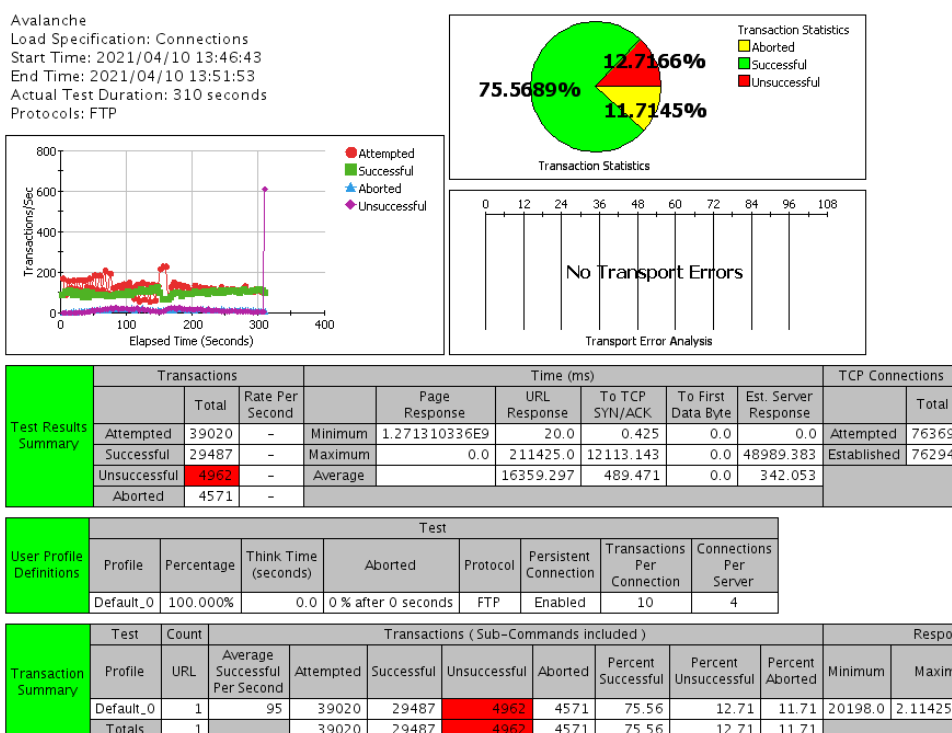 Avalanche
Load Specification: Connections
Start Time: 2021/04/10 13:46:43
End Time: 2021/04/10 13:51:53
Actual Test Duration: 310 seconds
Protocols: FTP
Transaction Statistics
Aborted
Successful
Unsuccessful
12.7166%
75.5689%
11.7145%
Transaction Statistics
800
600
400
200
0
Transactions/Sec
0 100 200 300 400
Elapsed Time (Seconds)
Attempted
Successful
Aborted
Unsuccessful
0 12 24 36 48 60 72 84 96 108
No Transport Errors
Transport Error Analysis
Test Results Summary
Transactions Time (ms) TCP Connections
Total Rate Per Second Page Response URL Response To TCP SYN/ACK To First Data Byte Est. Server Response Total
Attempted 39020 – Minimum 1.271310336E9 20.0 0.425 0.0 0.0 Attempted 76369
Successful 29487 – Maximum 0.0 211425.0 12113.143 0.0 48989.383 Established 76294
Unsuccessful 4962 – Average 16359.297 489.471 0.0 342.053
Aborted 4571 –
User Profile Definitions
Test
Profile Percentage Think Time (seconds) Aborted Protocol Persistent Connection Transactions Per Connection Connections Per Server
Default_0 100.000% 0.0 0 % after 0 seconds FTP Enabled 10 4
Transaction Summary
Test Count Transactions ( Sub-Commands included ) Respo
Profile URL Average Successful Per Second Attempted Successful Unsuccessful Aborted Percent Successful Percent Unsuccessful Percent Aborted Minimum Maxim
Default_0 1 95 39020 29487 4962 4571 75.56 12.71 11.71 20198.0 2.11425
Totals 1 39020 29487 4962 4571 75.56 12.71 11.71